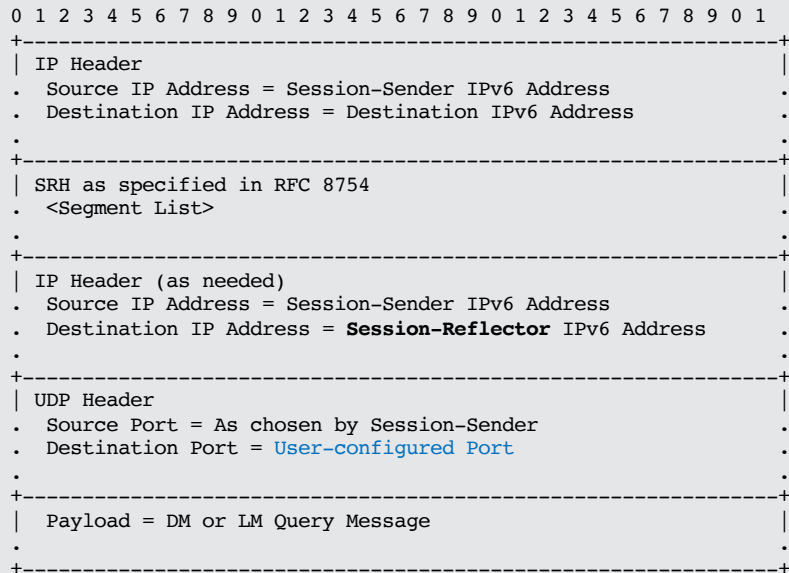 0 1 2 3 4 5 6 7 8 9 0 1 2 3 4 5 6 7 8 9 0 1 2 3 4 5 6 7 8 9 0 1
+---------------------------------------------------------------+
| IP Header                                                     |
.  Source IP Address = Session-Sender IPv6 Address              .
.  Destination IP Address = Destination IPv6 Address            .
.                                                               .
+---------------------------------------------------------------+
| SRH as specified in RFC 8754                                  |
.  <Segment List>                                               .
.                                                               .
+---------------------------------------------------------------+
| IP Header (as needed)                                         |
.  Source IP Address = Session-Sender IPv6 Address              .
.  Destination IP Address = Session-Reflector IPv6 Address      .
.                                                               .
+---------------------------------------------------------------+
| UDP Header                                                    |
.  Source Port = As chosen by Session-Sender                    .
.  Destination Port = User-configured Port                      .
.                                                               .
+---------------------------------------------------------------+
|  Payload = DM or LM Query Message                             |
.                                                               .
+---------------------------------------------------------------+